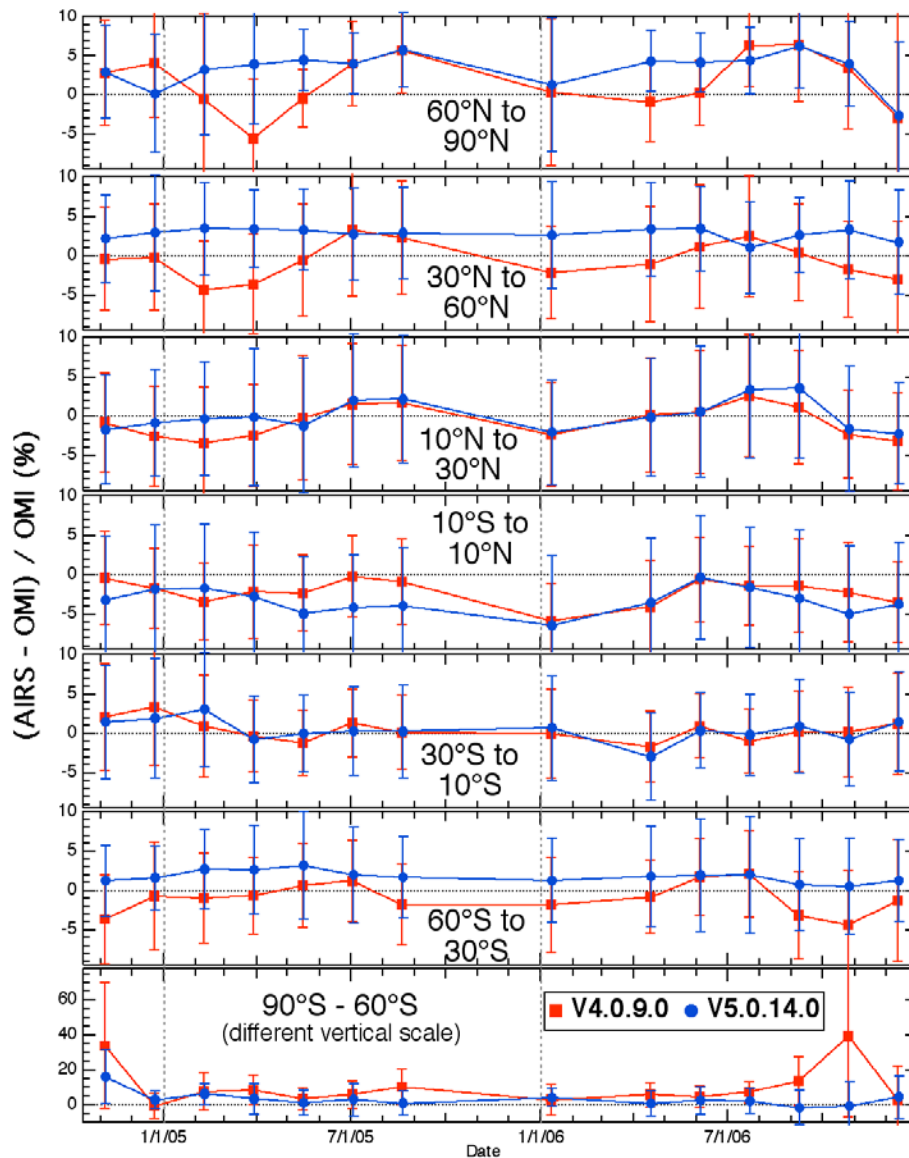 (AIRS - OMI) / OMI (%)
10
5
0
-5
60°N to
90°N
10
5
0
-5
30°N to
60°N
10
5
0
-5
10°N to
30°N
10
5
0
-5
10°S to
10°N
10
5
0
-5
30°S to
10°S
10
5
0
-5
60°S to
30°S
60
40
20
0
90°S - 60°S
(different vertical scale)
V4.0.9.0 V5.0.14.0
1/1/05 7/1/05 1/1/06 7/1/06
Date